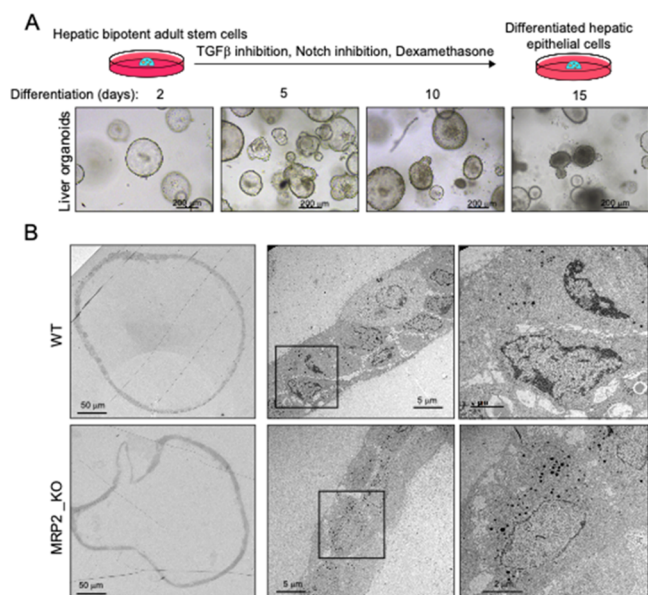 A
Hepatic bipotent adult stem cells
TGFβ inhibition, Notch inhibition, Dexamethasone
Differentiated hepatic
epithelial cells
Differentiation (days): 2 5 10 15
Liver organoids
200 μm 200 μm 200 μm 200 μm
B
WT
50 μm 5 μm
MRP2_KO
50 μm 5 μm 2 μm